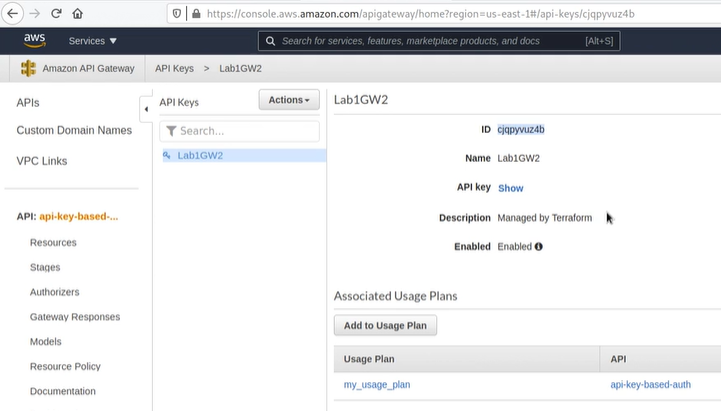 https://console.aws.amazon.com/apigateway/home?region=us-east-1#/api-keys/cjqpyvuz4b
aws Services Search for services, features, marketplace products, and docs [Alt+S]
Amazon API Gateway API Keys > Lab1GW2
APIs
Custom Domain Names
VPC Links
API: api-key-based-...
Resources
Stages
Authorizers
Gateway Responses
Models
Resource Policy
Documentation
API Keys Actions
Search...
Lab1GW2
Lab1GW2
ID cjqpyvuz4b
Name Lab1GW2
API key Show
Description Managed by Terraform
Enabled Enabled
Associated Usage Plans
Add to Usage Plan
Usage Plan API
my_usage_plan api-key-based-auth